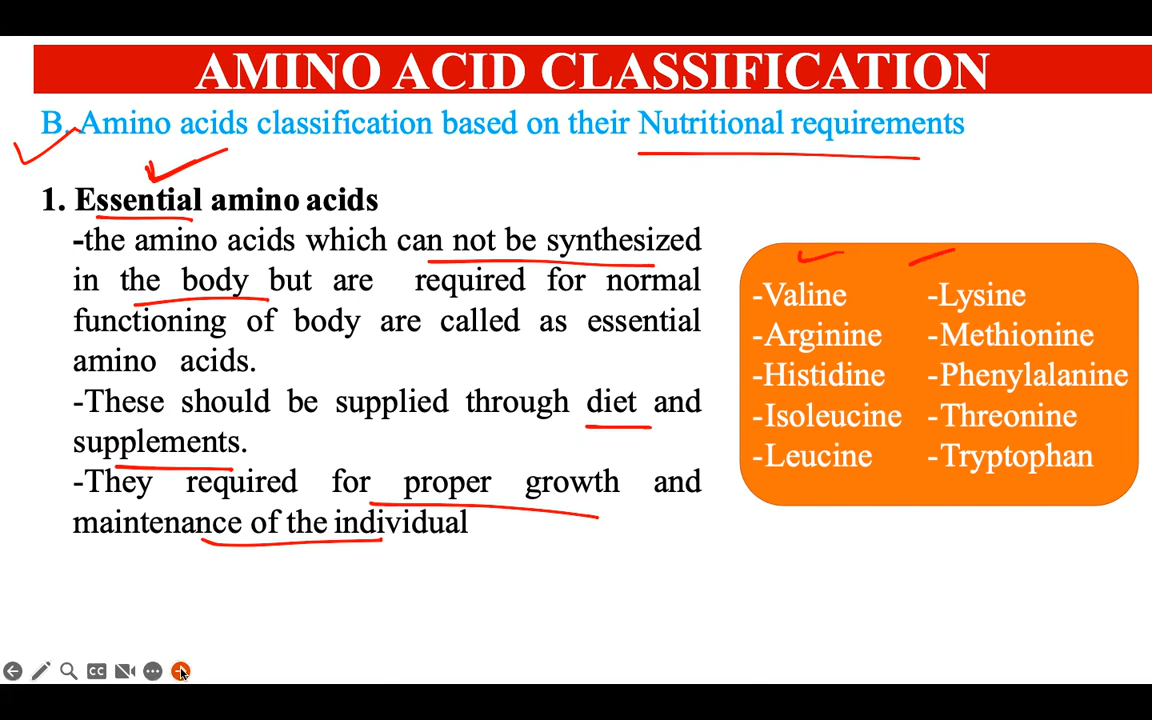 AMINO ACID CLASSIFICATION
B. Amino acids classification based on their Nutritional requirements
1. Essential amino acids
-the amino acids which can not be synthesized
in the body but are required for normal
functioning of body are called as essential
amino acids.
-These should be supplied through diet and
supplements.
-They required for proper growth and
maintenance of the individual
-Valine
-Arginine
-Histidine
-Isoleucine
-Leucine
-Lysine
-Methionine
-Phenylalanine
-Threonine
-Tryptophan
CC